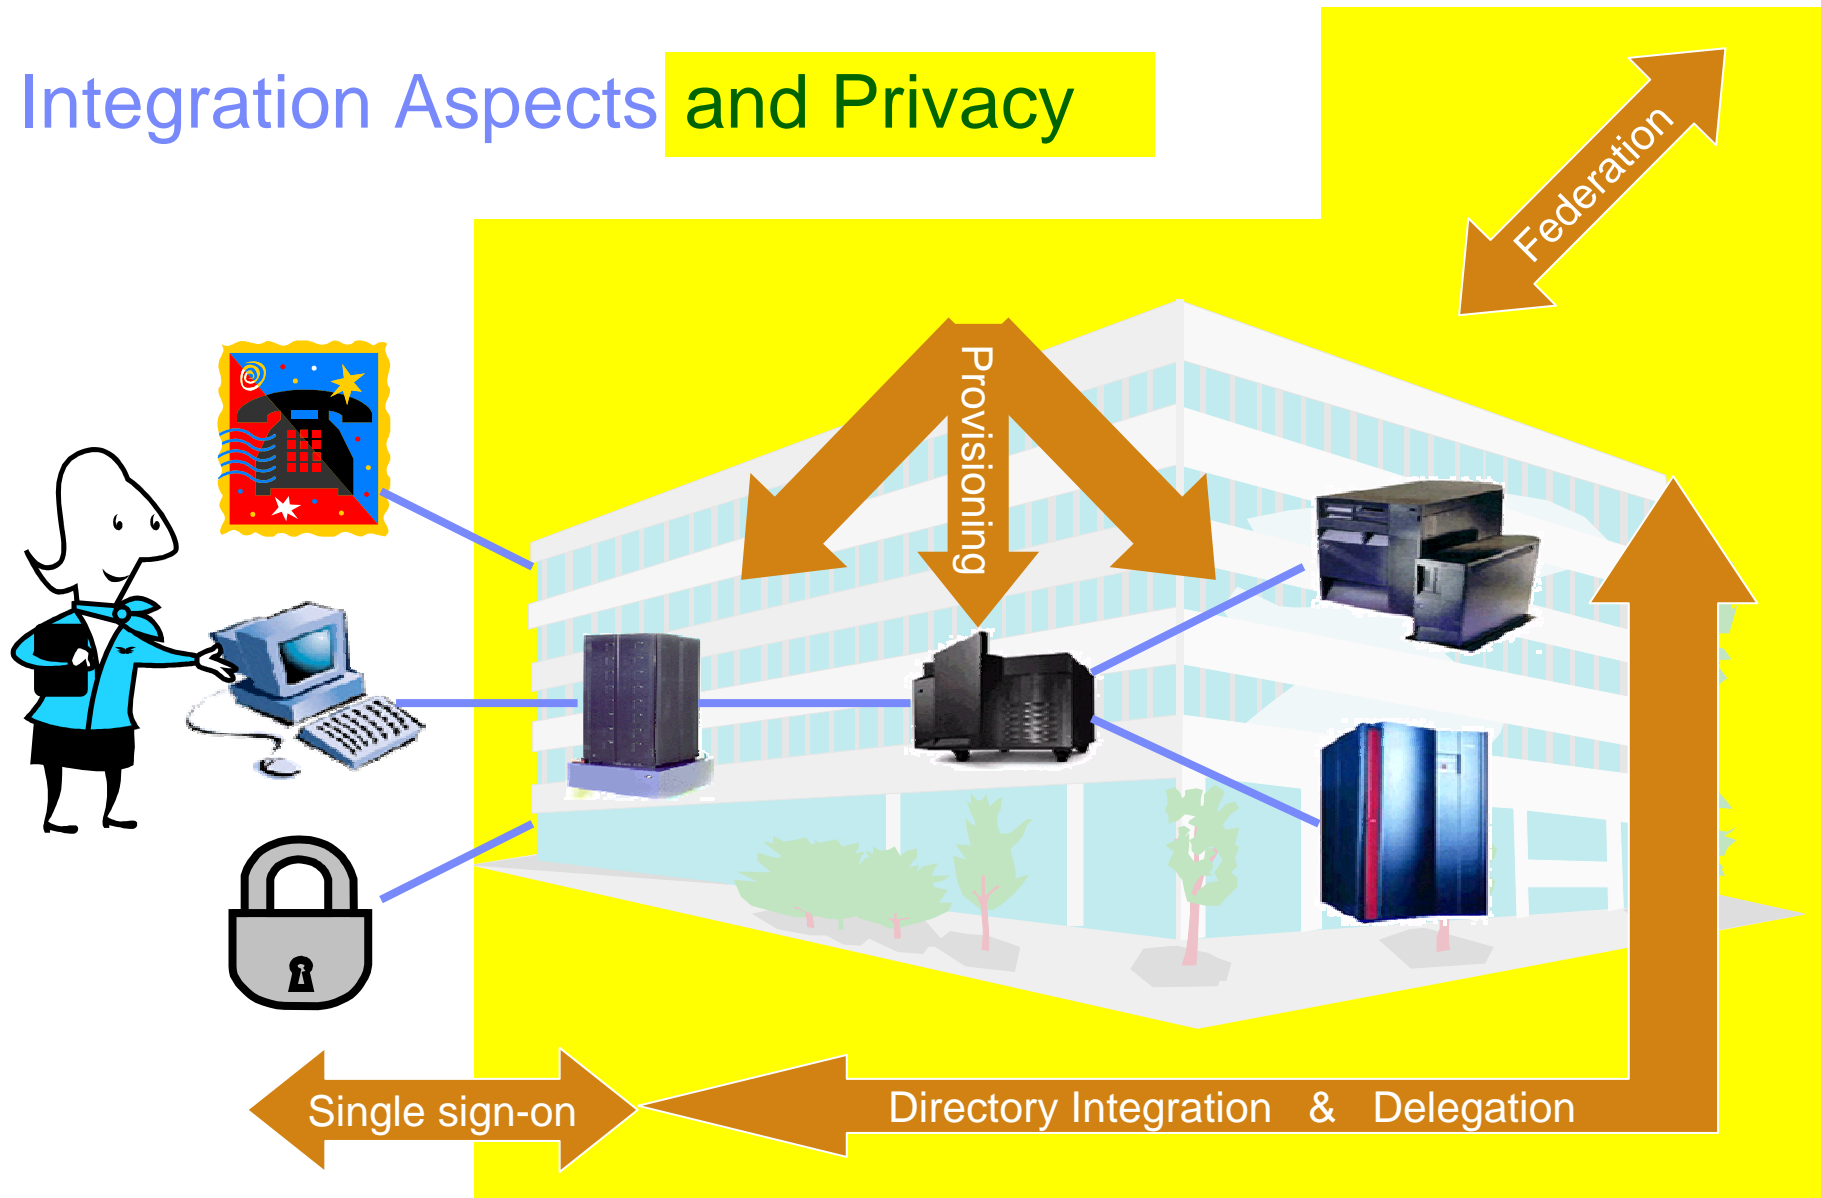 Integration Aspects and Privacy
Federation
Provisioning
Single sign-on
Directory Integration & Delegation